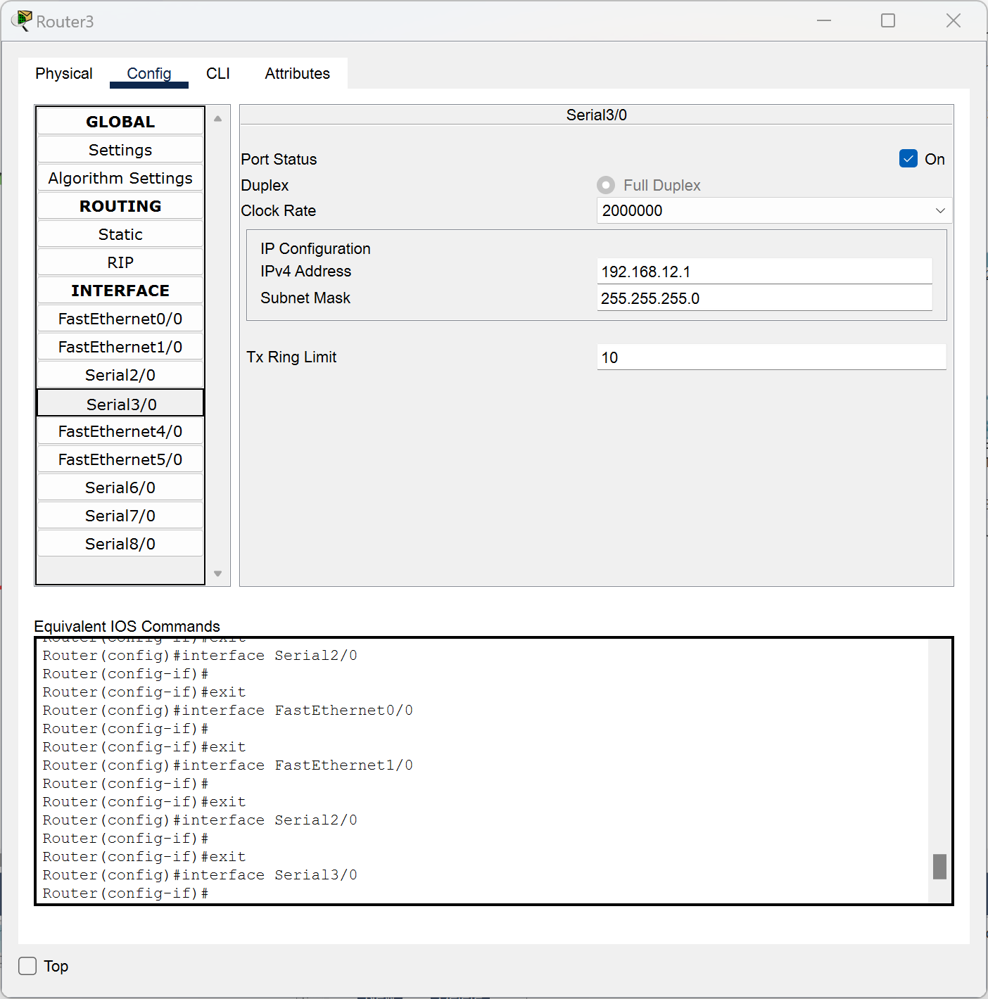 Router3
Physical Config CLI Attributes
GLOBAL
Settings
Algorithm Settings
ROUTING
Static
RIP
INTERFACE
FastEthernet0/0
FastEthernet1/0
Serial2/0
Serial3/0
FastEthernet4/0
FastEthernet5/0
Serial6/0
Serial7/0
Serial8/0
Serial3/0
Port Status On
Duplex Full Duplex
Clock Rate 2000000
IP Configuration
IPv4 Address 192.168.12.1
Subnet Mask 255.255.255.0
Tx Ring Limit 10
Equivalent IOS Commands
Router(config-if)#exit
Router(config)#interface Serial2/0
Router(config-if)#
Router(config-if)#exit
Router(config)#interface FastEthernet0/0
Router(config-if)#
Router(config-if)#exit
Router(config)#interface FastEthernet1/0
Router(config-if)#
Router(config-if)#exit
Router(config)#interface Serial2/0
Router(config-if)#
Router(config-if)#exit
Router(config)#interface Serial3/0
Router(config-if)#
Top